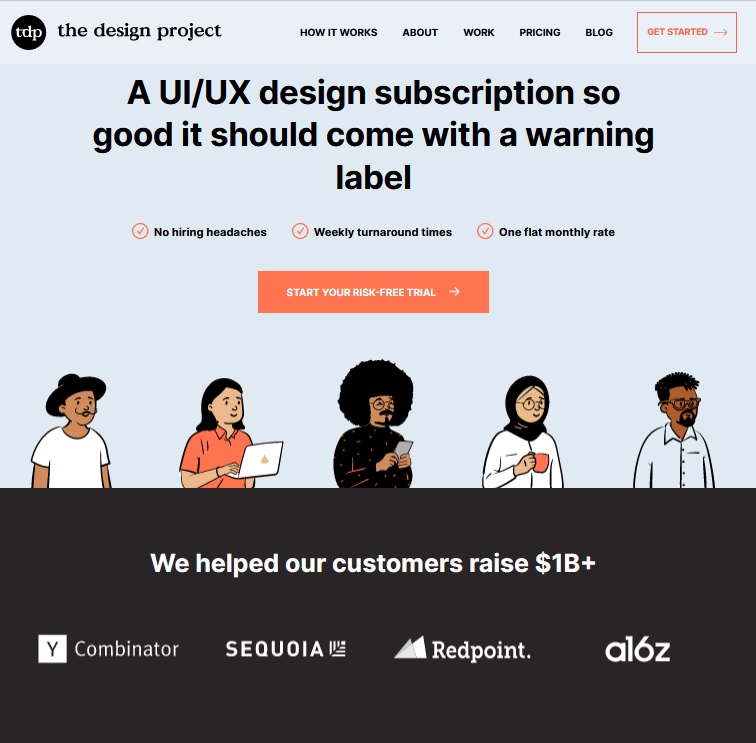 tdp the design project HOW IT WORKS ABOUT WORK PRICING BLOG GET STARTED
A UI/UX design subscription so
good it should come with a warning
label
No hiring headaches Weekly turnaround times One flat monthly rate
START YOUR RISK-FREE TRIAL
We helped our customers raise $1B+
Y Combinator SEQUOIA Redpoint. a16z